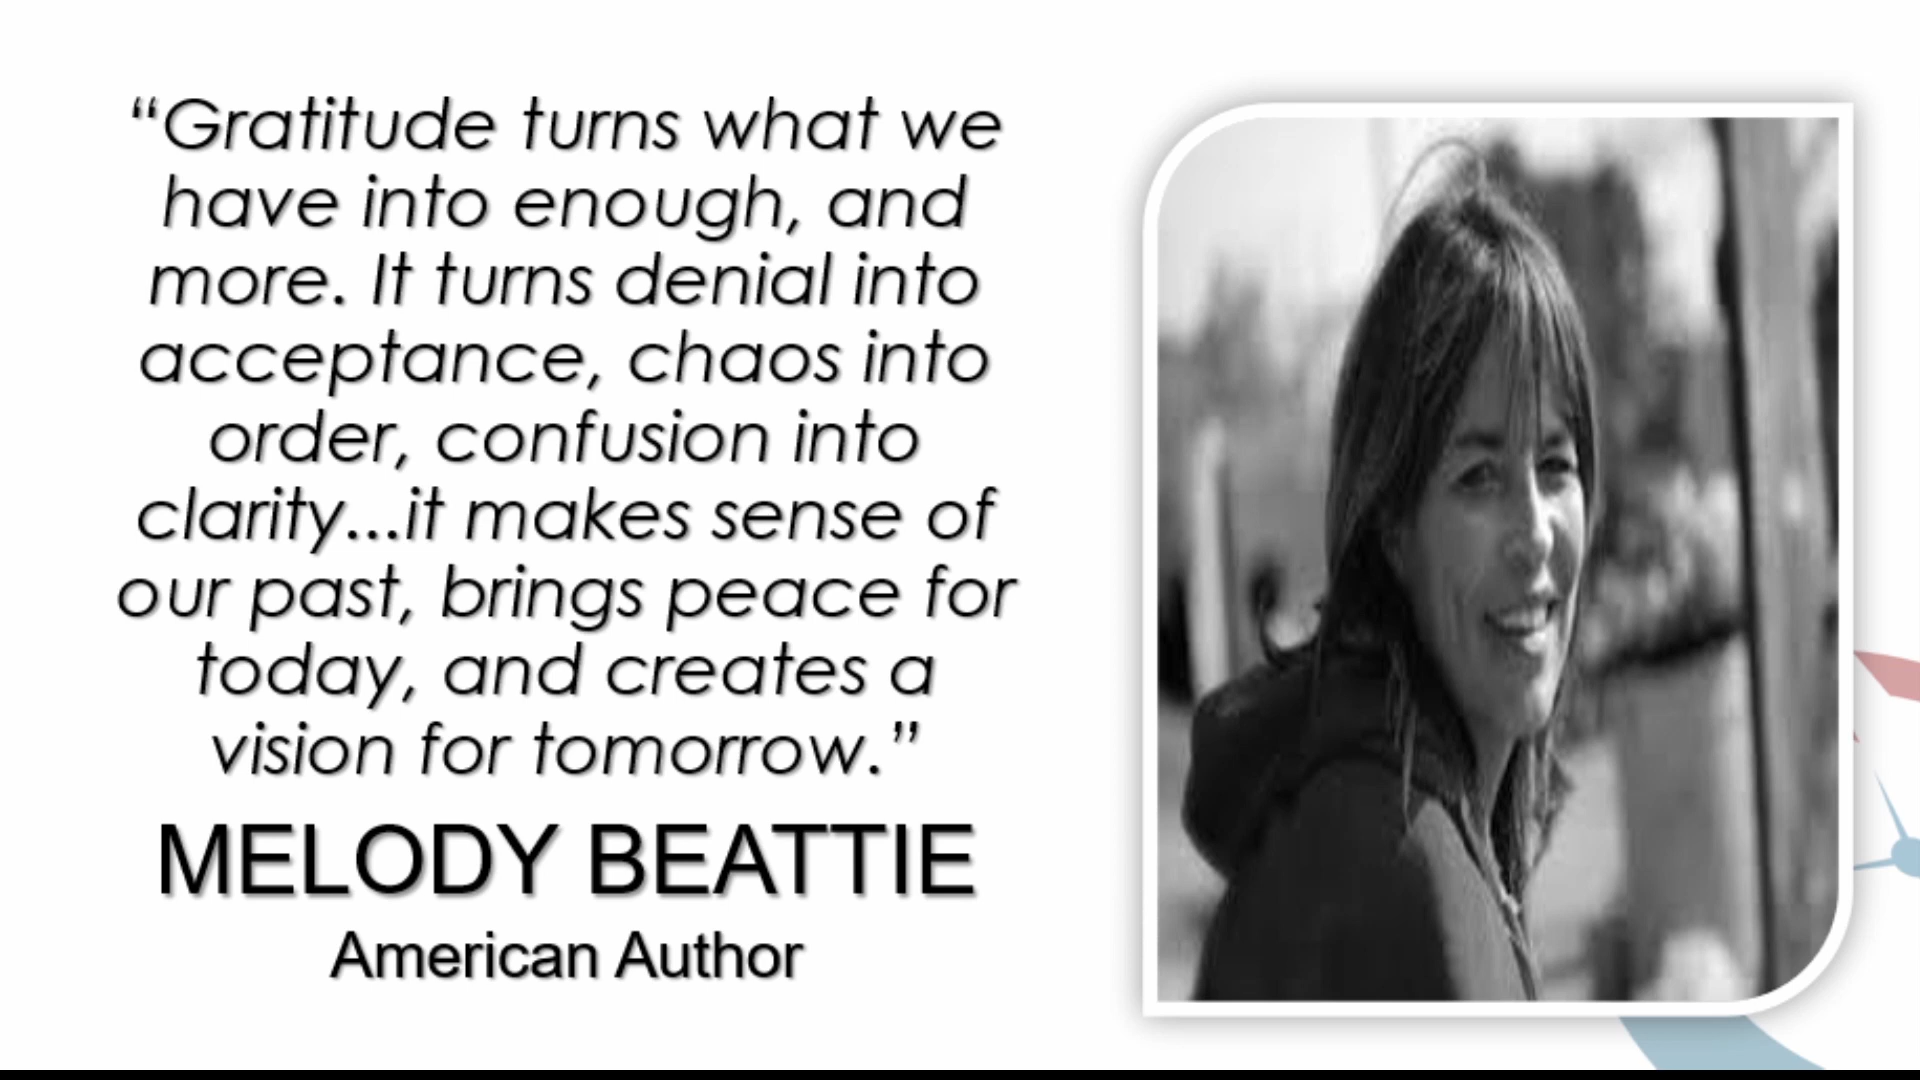 “Gratitude turns what we
have into enough, and
more. It turns denial into
acceptance, chaos into
order, confusion into
clarity...it makes sense of
our past, brings peace for
today, and creates a
vision for tomorrow.”
MELODY BEATTIE
American Author